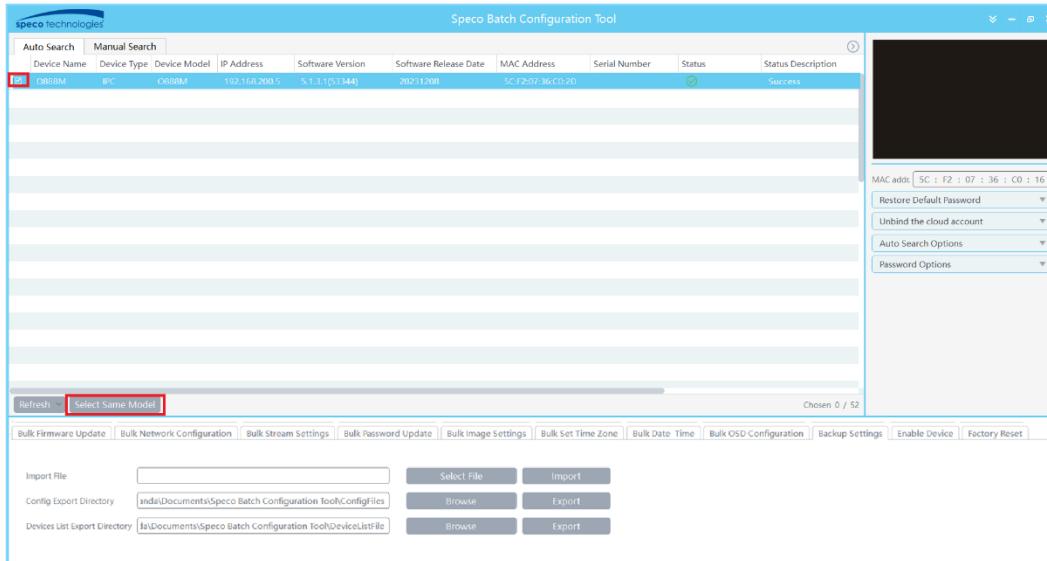 speco technologies
Speco Batch Configuration Tool
Auto Search Manual Search
Device Name Device Type Device Model IP Address Software Version Software Release Date MAC Address Serial Number Status Status Description
O888M IPC O888M 192.168.200.5 5.1.3.1(53344) 20231208 5C:F2:07:36:C0:20 Success
MAC addr. 5C : F2 : 07 : 36 : C0 : 16
Restore Default Password
Unbind the cloud account
Auto Search Options
Password Options
Refresh Select Same Model Chosen 0 / 52
Bulk Firmware Update Bulk Network Configuration Bulk Stream Settings Bulk Password Update Bulk Image Settings Bulk Set Time Zone Bulk Date Time Bulk OSD Configuration Backup Settings Enable Device Factory Reset
Import File Select File Import
Config Export Directory anda\Documents\Speco Batch Configuration Tool\ConfigFiles Browse Export
Devices List Export Directory la\Documents\Speco Batch Configuration Tool\DeviceListFile Browse Export